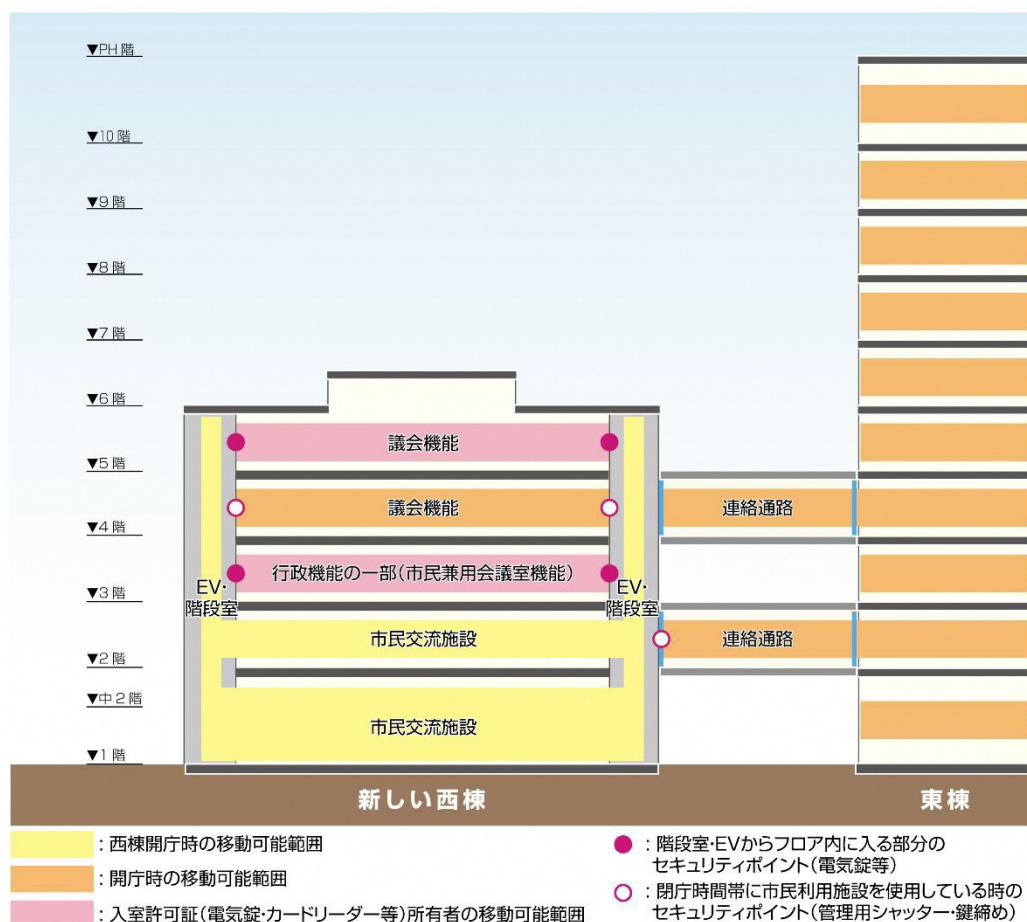 ▼PH階
▼10階
▼9階
▼8階
▼7階
▼6階
▼5階
▼4階
▼3階
▼2階
▼中2階
▼1階
議会機能
議会機能
連絡通路
行政機能の一部(市民兼用会議室機能)
EV・
階段室
EV・
階段室
市民交流施設
連絡通路
市民交流施設
新しい西棟
東棟
:西棟開庁時の移動可能範囲
:開庁時の移動可能範囲
:入室許可証(電気錠・カードリーダー等)所有者の移動可能範囲
:階段室・EVからフロア内に入る部分の
セキュリティポイント(電気錠等)
:閉庁時間帯に市民利用施設を使用している時の
セキュリティポイント(管理用シャッター・鍵締め)